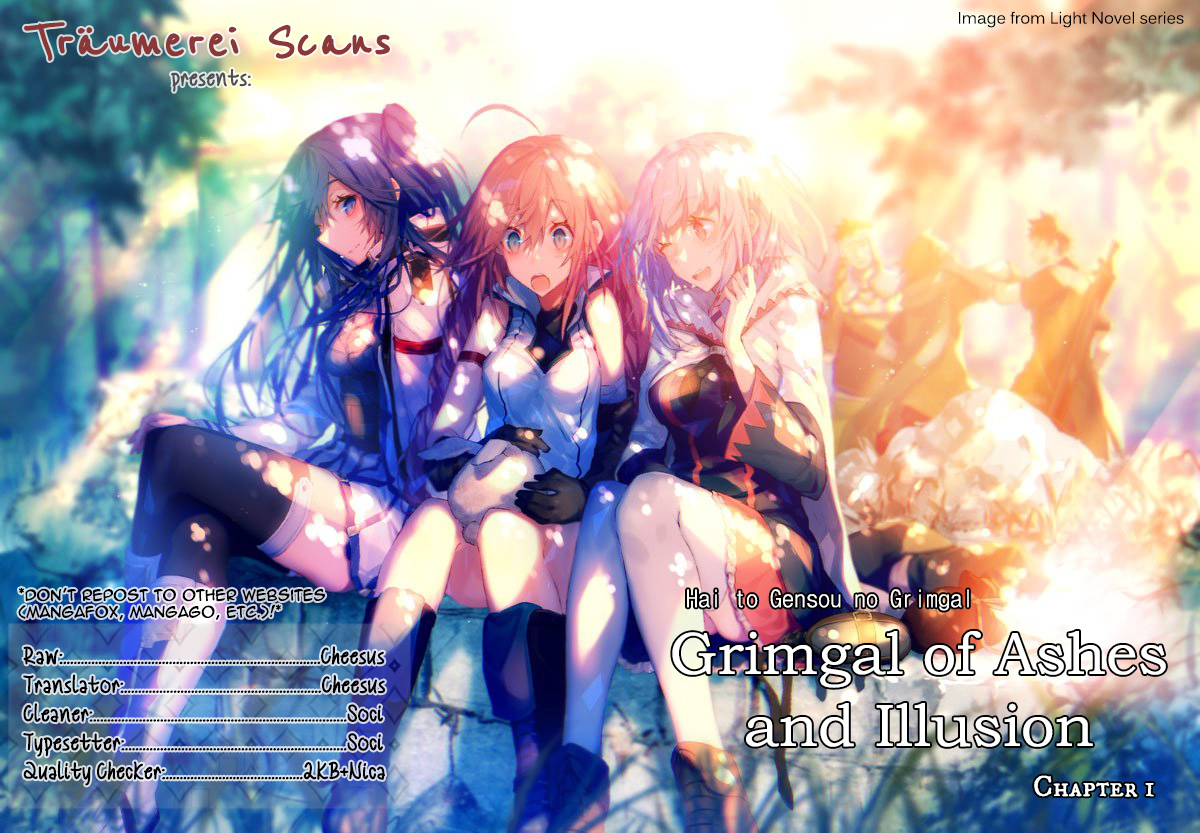 Image from Light Novel series
Träumerei Scans
presents:
*DON'T REPOST TO OTHER WEBSITES
(MANGAFOX, MANGAGO, ETC.)!*
Raw:..........................................................................Cheesus
Translator:..........................................................Cheesus
Cleaner:..........................................................................Soci
Typesetter:.................................................................Soci
Quality Checker:........................................2KB+Nica
Hai to Gensou no Grimgal
Grimgal of Ashes
and Illusion
Chapter 1